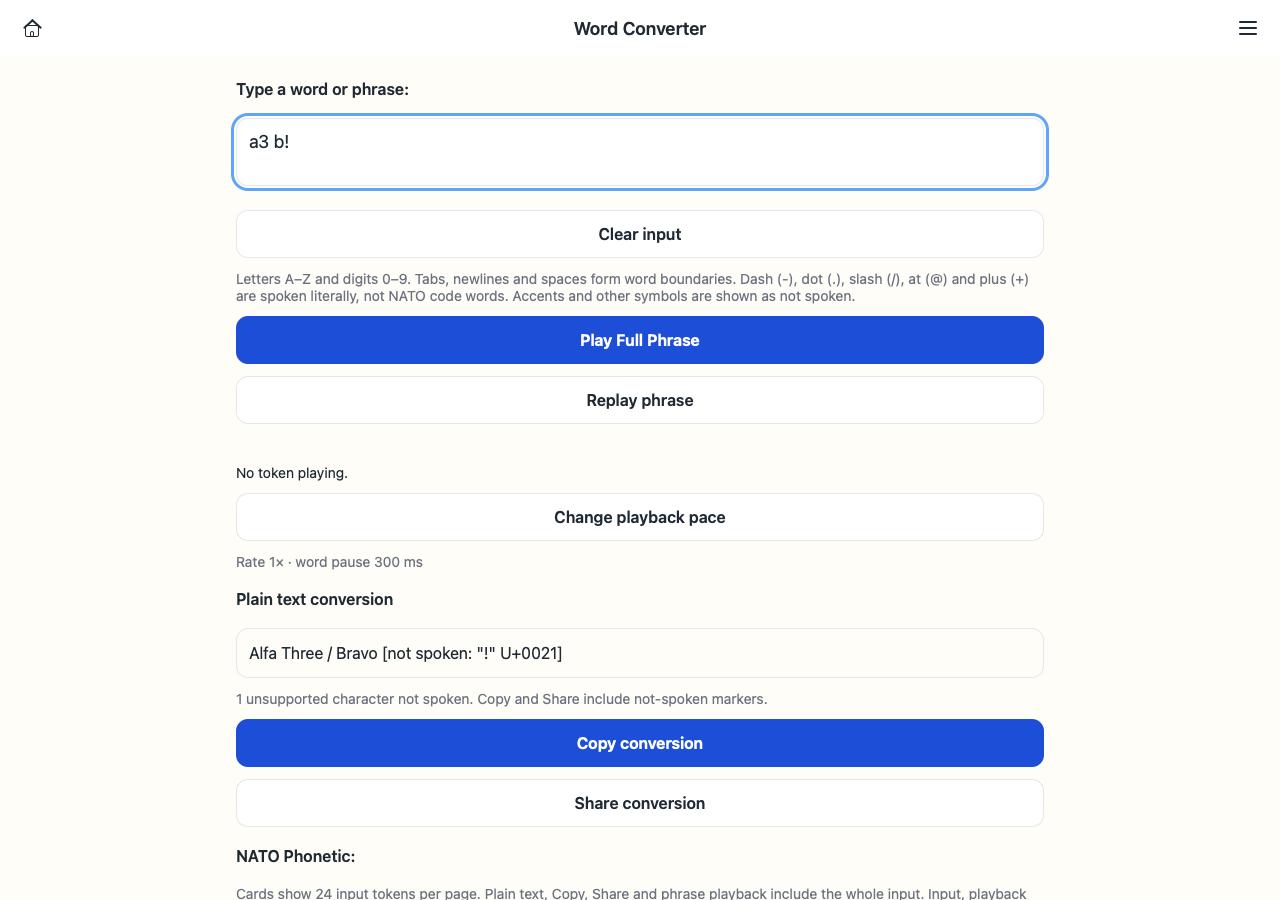 Word Converter
Type a word or phrase:
a3 b!
Clear input
Letters A–Z and digits 0–9. Tabs, newlines and spaces form word boundaries. Dash (-), dot (.), slash (/), at (@) and plus (+)
are spoken literally, not NATO code words. Accents and other symbols are shown as not spoken.
Play Full Phrase
Replay phrase
No token playing.
Change playback pace
Rate 1× · word pause 300 ms
Plain text conversion
Alfa Three / Bravo [not spoken: "!" U+0021]
1 unsupported character not spoken. Copy and Share include not-spoken markers.
Copy conversion
Share conversion
NATO Phonetic:
Cards show 24 input tokens per page. Plain text, Copy, Share and phrase playback include the whole input. Input, playback